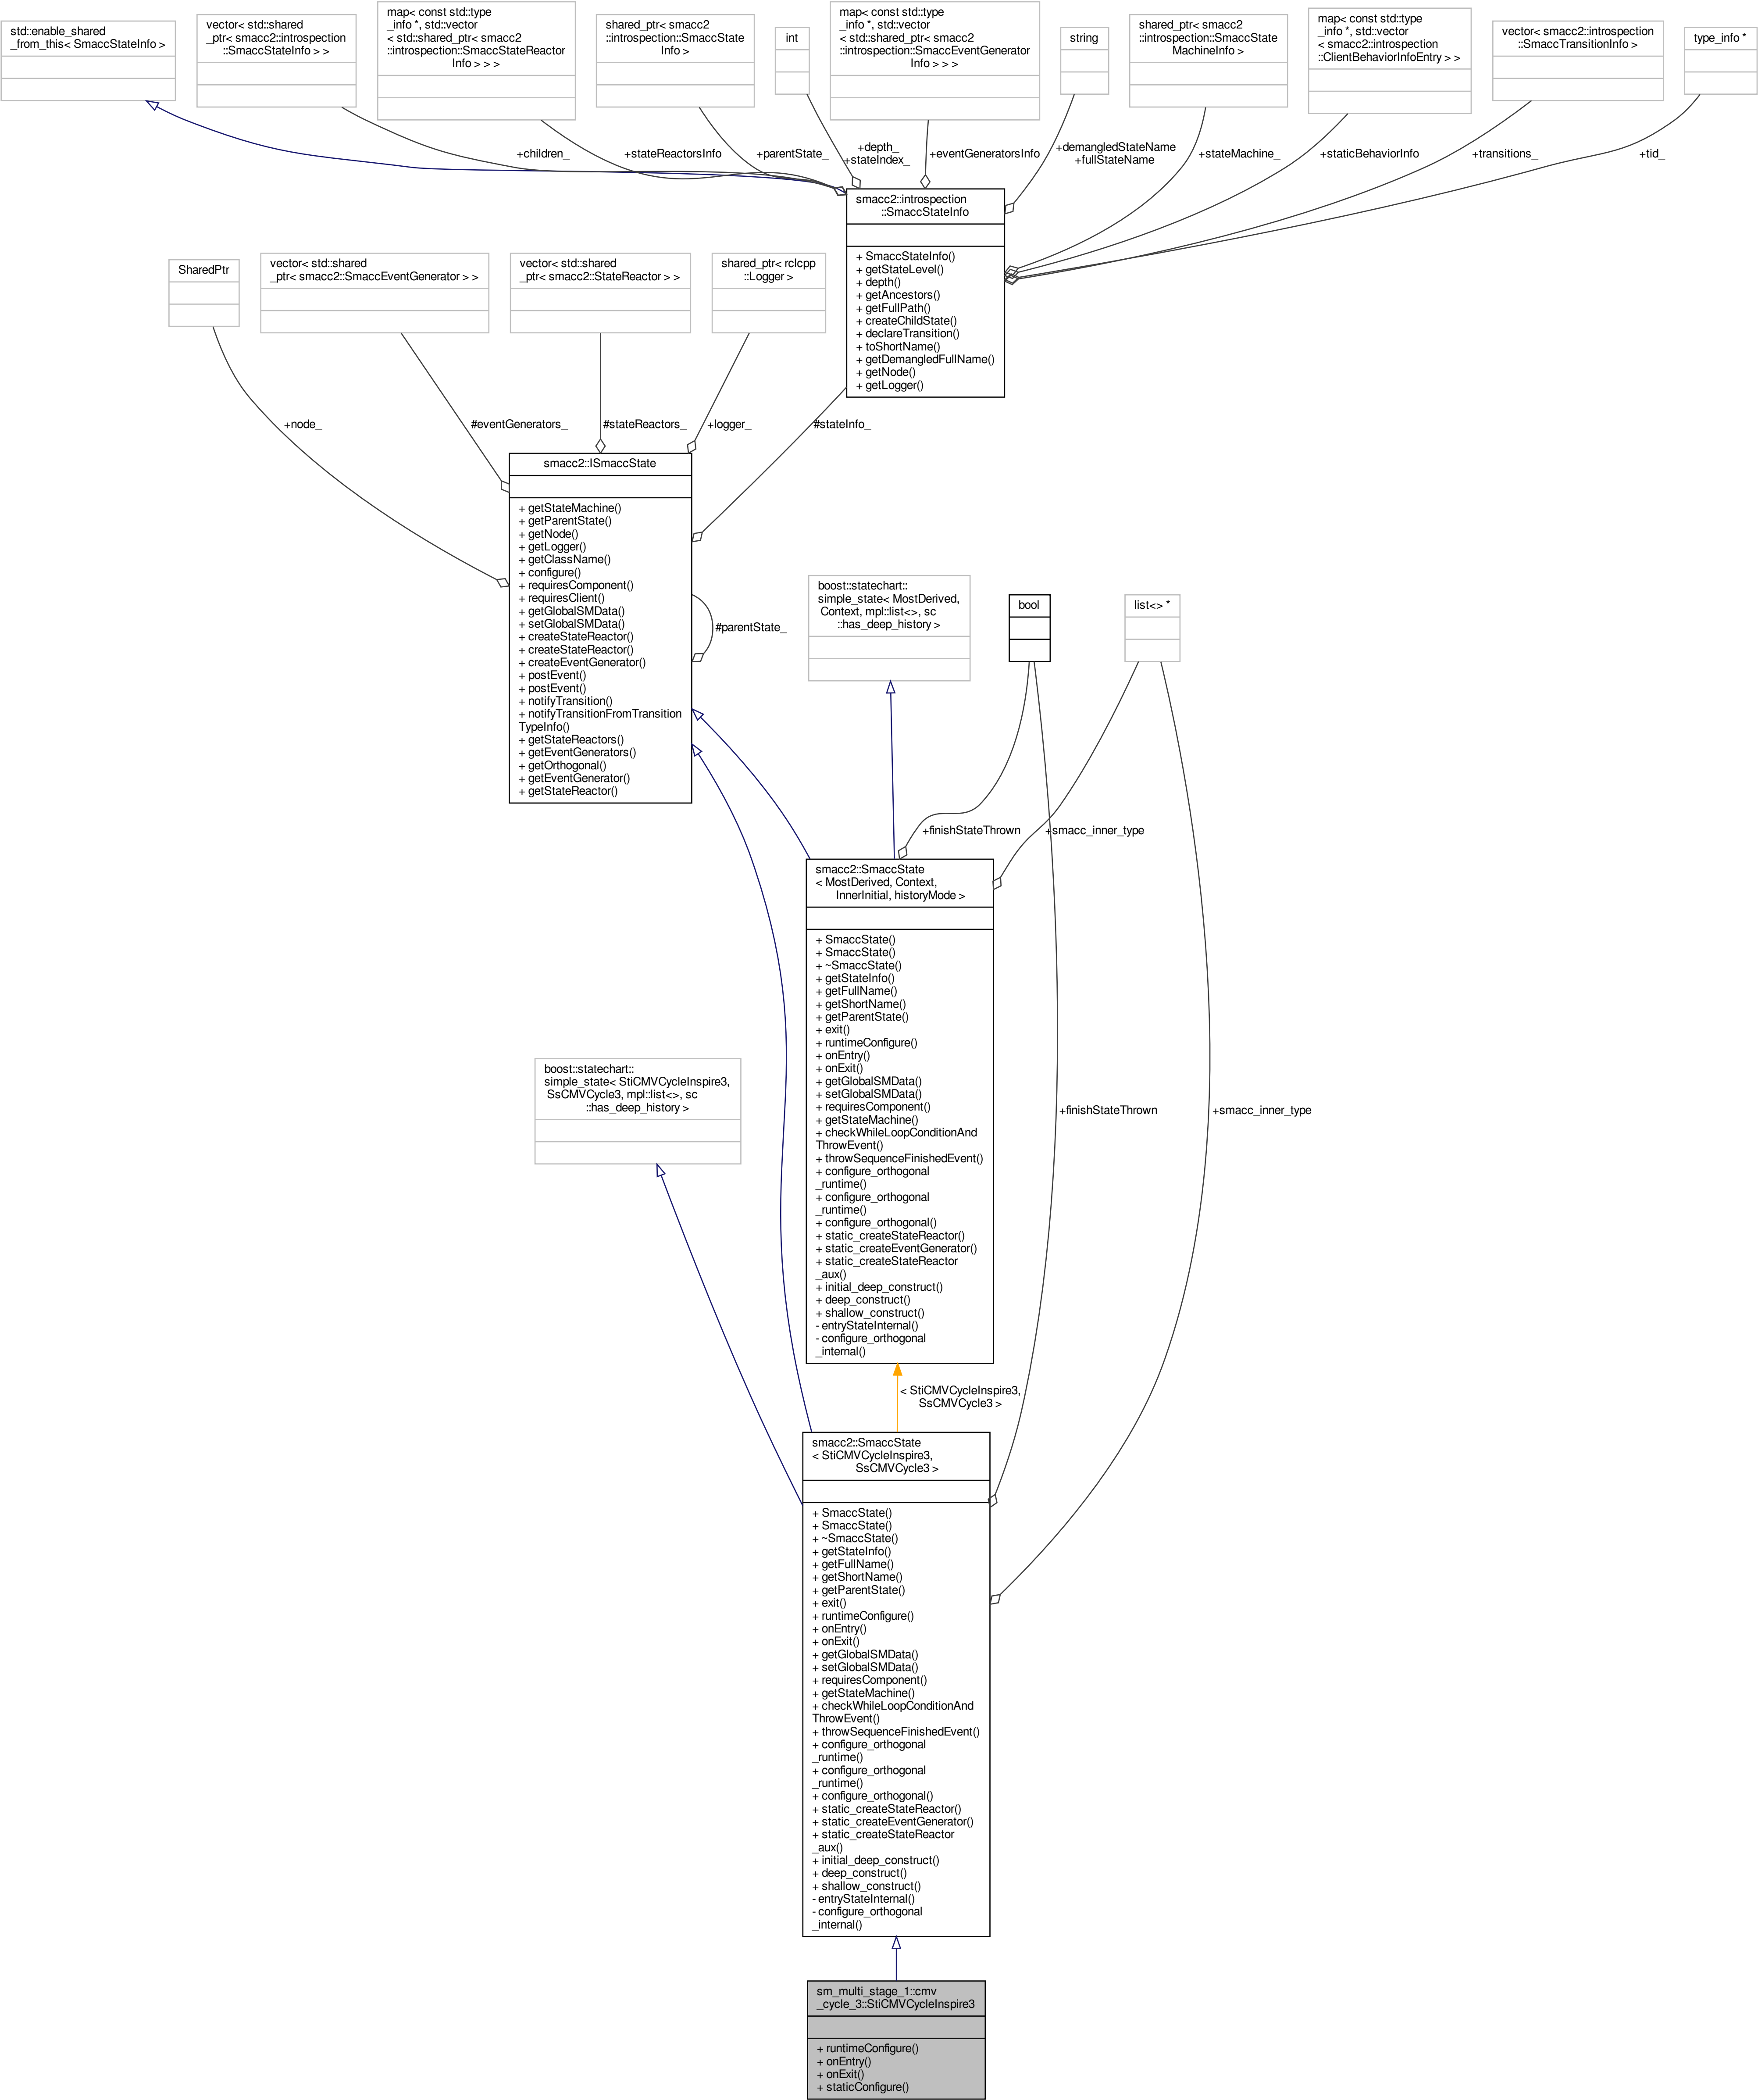 std::enable_shared
_from_this< SmaccStateInfo >
vector< std::shared
_ptr< smacc2::introspection
::SmaccStateInfo > >
map< const std::type
_info *, std::vector
< std::shared_ptr< smacc2
::introspection::SmaccStateReactor
Info > > >
shared_ptr< smacc2
::introspection::SmaccState
Info >
int
map< const std::type
_info *, std::vector
< std::shared_ptr< smacc2
::introspection::SmaccEventGenerator
Info > > >
string
shared_ptr< smacc2
::introspection::SmaccState
MachineInfo >
map< const std::type
_info *, std::vector
< smacc2::introspection
::ClientBehaviorInfoEntry > >
vector< smacc2::introspection
::SmaccTransitionInfo >
type_info *
+children_
+stateReactorsInfo
+parentState_
+depth_
+stateIndex_
+eventGeneratorsInfo
+demangledStateName
+fullStateName
+stateMachine_
+staticBehaviorInfo
+transitions_
+tid_
smacc2::introspection
::SmaccStateInfo
+ SmaccStateInfo()
+ getStateLevel()
+ depth()
+ getAncestors()
+ getFullPath()
+ createChildState()
+ declareTransition()
+ toShortName()
+ getDemangledFullName()
+ getNode()
+ getLogger()
SharedPtr
vector< std::shared
_ptr< smacc2::SmaccEventGenerator > >
vector< std::shared
_ptr< smacc2::StateReactor > >
shared_ptr< rclcpp
::Logger >
+node_
#eventGenerators_
#stateReactors_
+logger_
#stateInfo_
smacc2::ISmaccState
+ getStateMachine()
+ getParentState()
+ getNode()
+ getLogger()
+ getClassName()
+ configure()
+ requiresComponent()
+ requiresClient()
+ getGlobalSMData()
+ setGlobalSMData()
+ createStateReactor()
+ createStateReactor()
+ createEventGenerator()
+ postEvent()
+ postEvent()
+ notifyTransition()
+ notifyTransitionFromTransition
TypeInfo()
+ getStateReactors()
+ getEventGenerators()
+ getOrthogonal()
+ getEventGenerator()
+ getStateReactor()
#parentState_
boost::statechart::
simple_state< MostDerived,
Context, mpl::list<>, sc
::has_deep_history >
bool
list<> *
+finishStateThrown
+smacc_inner_type
smacc2::SmaccState
< MostDerived, Context,
InnerInitial, historyMode >
+ SmaccState()
+ SmaccState()
+ ~SmaccState()
+ getStateInfo()
+ getFullName()
+ getShortName()
+ getParentState()
+ exit()
+ runtimeConfigure()
+ onEntry()
+ onExit()
+ getGlobalSMData()
+ setGlobalSMData()
+ requiresComponent()
+ getStateMachine()
+ checkWhileLoopConditionAnd
ThrowEvent()
+ throwSequenceFinishedEvent()
+ configure_orthogonal
_runtime()
+ configure_orthogonal
_runtime()
+ configure_orthogonal()
+ static_createStateReactor()
+ static_createEventGenerator()
+ static_createStateReactor
_aux()
+ initial_deep_construct()
+ deep_construct()
+ shallow_construct()
- entryStateInternal()
- configure_orthogonal
_internal()
boost::statechart::
simple_state< StiCMVCycleInspire3,
SsCMVCycle3, mpl::list<>, sc
::has_deep_history >
+finishStateThrown
+smacc_inner_type
< StiCMVCycleInspire3,
SsCMVCycle3 >
smacc2::SmaccState
< StiCMVCycleInspire3,
SsCMVCycle3 >
+ SmaccState()
+ SmaccState()
+ ~SmaccState()
+ getStateInfo()
+ getFullName()
+ getShortName()
+ getParentState()
+ exit()
+ runtimeConfigure()
+ onEntry()
+ onExit()
+ getGlobalSMData()
+ setGlobalSMData()
+ requiresComponent()
+ getStateMachine()
+ checkWhileLoopConditionAnd
ThrowEvent()
+ throwSequenceFinishedEvent()
+ configure_orthogonal
_runtime()
+ configure_orthogonal
_runtime()
+ configure_orthogonal()
+ static_createStateReactor()
+ static_createEventGenerator()
+ static_createStateReactor
_aux()
+ initial_deep_construct()
+ deep_construct()
+ shallow_construct()
- entryStateInternal()
- configure_orthogonal
_internal()
sm_multi_stage_1::cmv
_cycle_3::StiCMVCycleInspire3
+ runtimeConfigure()
+ onEntry()
+ onExit()
+ staticConfigure()